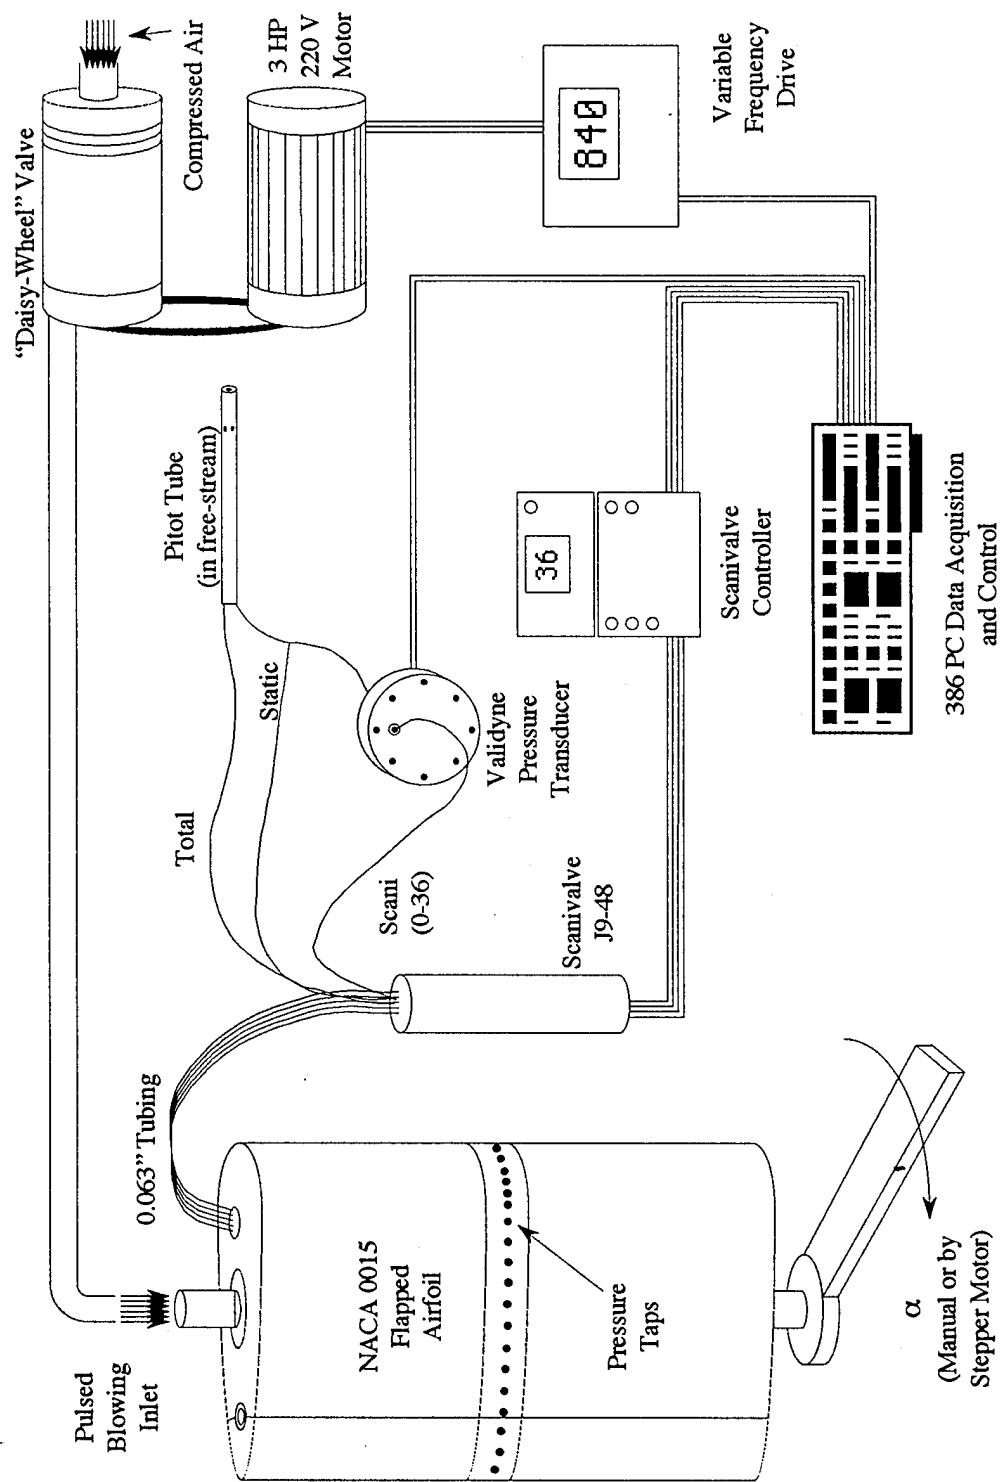 Pulsed
Blowing
Inlet
0.063" Tubing
"Daisy-Wheel" Valve
Compressed Air
3 HP
220 V
Motor
Pitot Tube
(in free-stream)
Total
Static
NACA 0015
Flapped
Airfoil
Scani
(0-36)
Validyne
Pressure
Transducer
840
Variable
Frequency
Drive
Pressure
Taps
Scanivalve
J9-48
36
Scanivalve
Controller
α
(Manual or by
Stepper Motor)
386 PC Data Acquisition
and Control